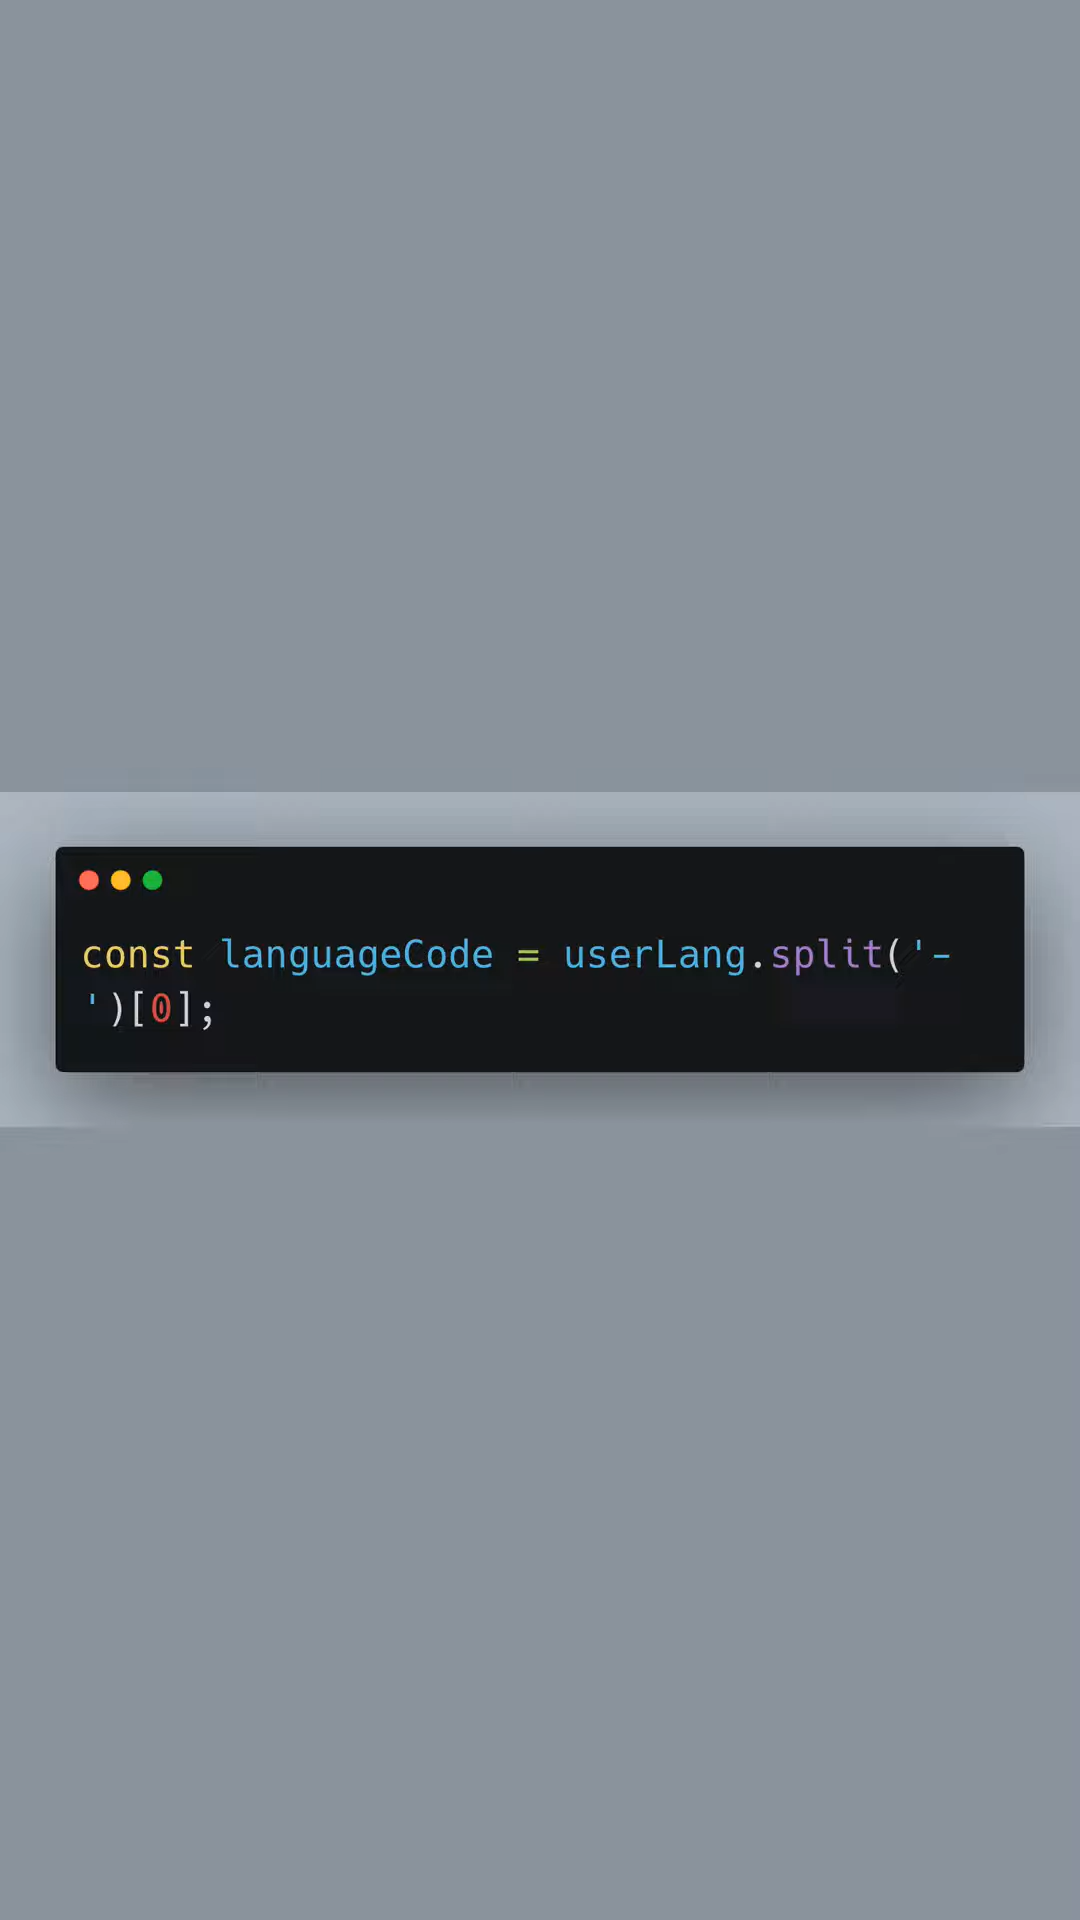 const languageCode = userLang.split('-
')[0];